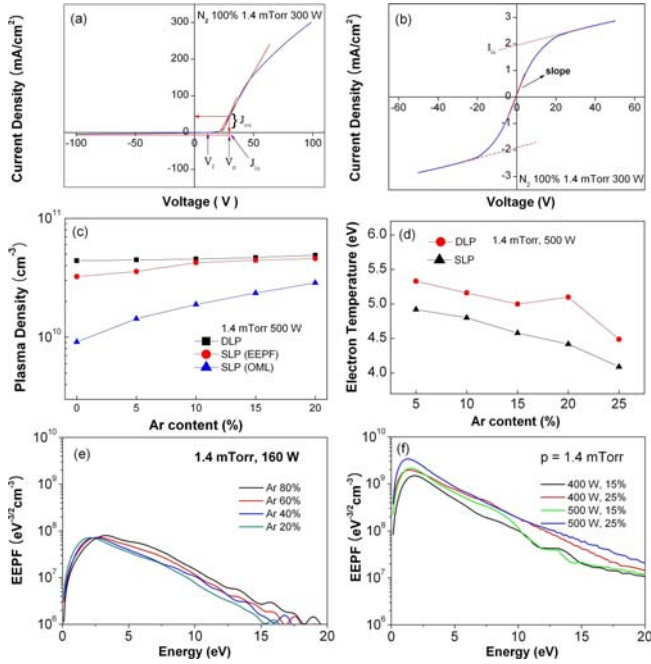 (a)
N2 100% 1.4 mTorr 300 W
Current Density (mA/cm2)
300
200
100
0
-100
-100 -50 0 50 100
Vf
Vp
Voltage ( V )
(b)
Current Density (mA/cm2)
3
2
1
0
-1
-2
-3
-60 -40 -20 0 20 40 60
slope
N2 100% 1.4 mTorr 300 W
Voltage (V)
(c)
Plasma Density (cm-3)
10^11
10^10
1.4 mTorr 500 W
DLP
SLP (EEPF)
SLP (OML)
0 5 10 15 20
Ar content (%)
(d)
Electron Temperature (eV)
6.0
5.5
5.0
4.5
4.0
DLP
SLP
1.4 mTorr, 500 W
5 10 15 20 25
Ar content (%)
(e)
1.4 mTorr, 160 W
EEPF (eV-3/2 cm-3)
10^10
10^9
10^8
10^7
10^6
Ar 80%
Ar 60%
Ar 40%
Ar 20%
0 5 10 15 20
Energy (eV)
(f)
p = 1.4 mTorr
EEPF (eV-3/2 cm-3)
10^10
10^9
10^8
10^7
10^6
400 W, 15%
400 W, 25%
500 W, 15%
500 W, 25%
0 5 10 15 20
Energy (eV)